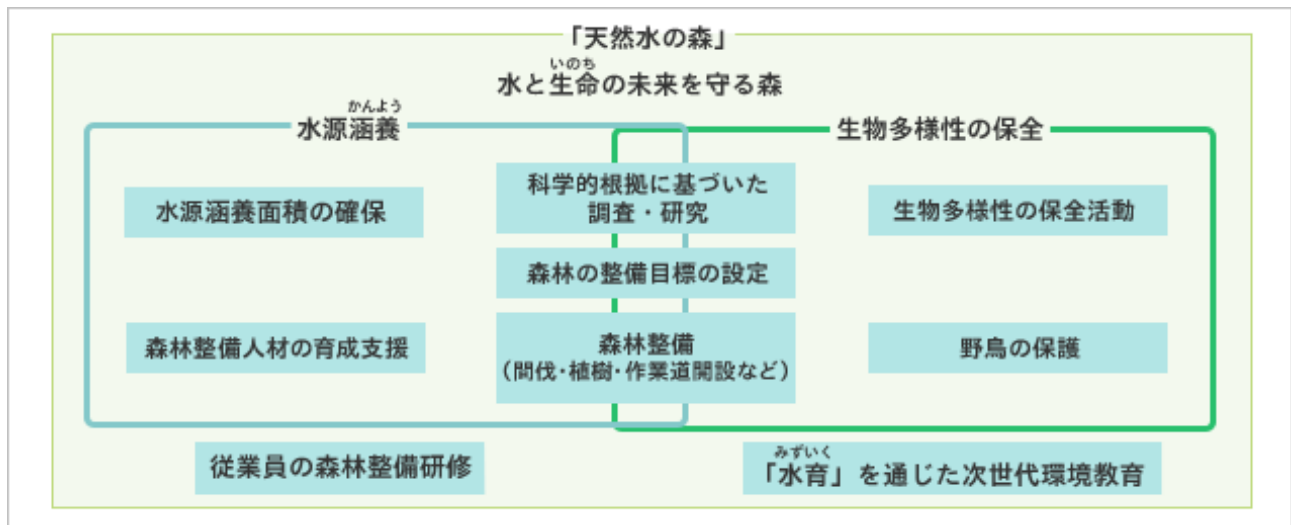 「天然水の森」
いのち
水と生命の未来を守る森
かんよう
水源涵養
生物多様性の保全
水源涵養面積の確保
科学的根拠に基づいた
調査・研究
生物多様性の保全活動
森林の整備目標の設定
森林整備人材の育成支援
森林整備
（間伐・植樹・作業道開設など）
野鳥の保護
従業員の森林整備研修
みずいく
「水育」を通じた次世代環境教育